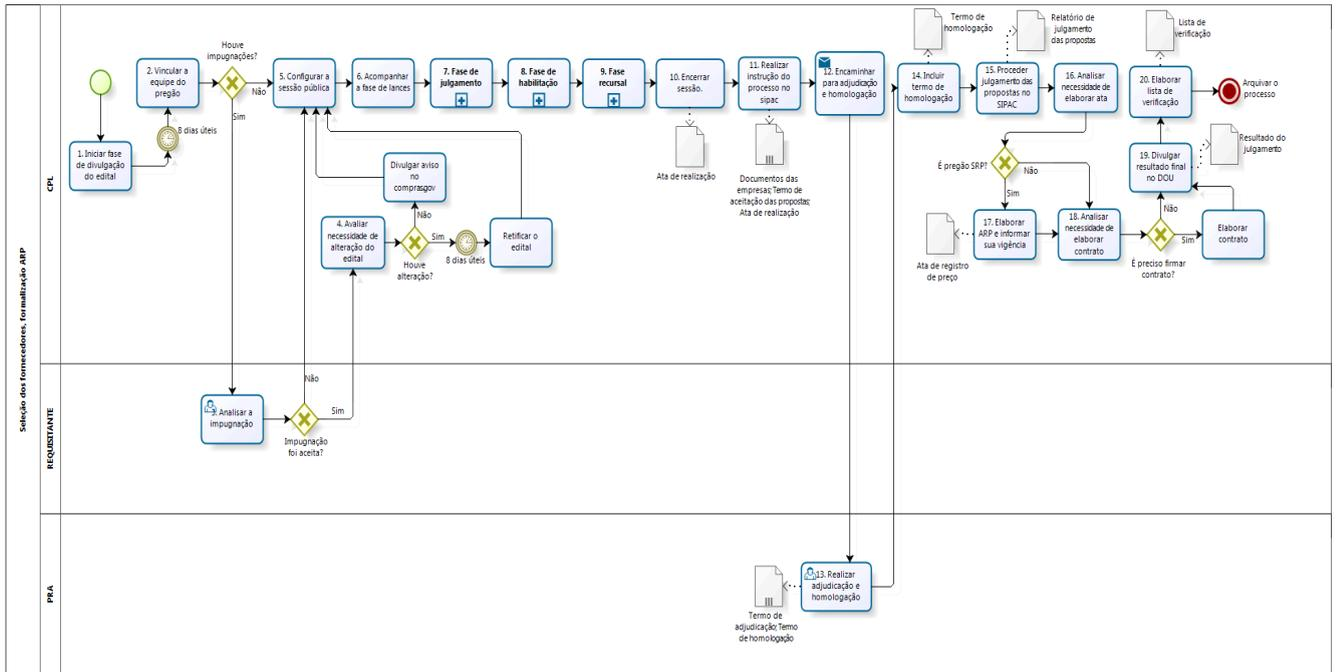 Seleção dos fornecedores, formalização ARP
CPL
1. Iniciar fase
de divulgação
do edital
8 dias úteis
2. Vincular a
equipe do
pregão
Houve
impugnações?
Não
Sim
5. Configurar a
sessão pública
6. Acompanhar
a fase de lances
7. Fase de
julgamento
8. Fase de
habilitação
9. Fase
recursal
10. Encerrar
sessão.
Ata de realização
11. Realizar
instrução do
processo no
sipac
Documentos das
empresas; Termo de
aceitação das propostas;
Ata de realização
12. Encaminhar
para adjudicação
e homologação
Divulgar aviso
no
comprasgov
4. Avaliar
necessidade de
alteração do
edital
Não
Sim
Houve
alteração?
8 dias úteis
Retificar o
edital
14. Incluir
termo de
homologação
Termo de
homologação
15. Proceder
julgamento das
propostas no
SIPAC
Relatório de
julgamento
das propostas
16. Analisar
necessidade de
elaborar ata
É pregão SRP?
Não
Sim
17. Elaborar
ARP e informar
sua vigência
Ata de registro
de preço
18. Analisar
necessidade de
elaborar
contrato
É preciso firmar
contrato?
Não
Sim
Elaborar
contrato
19. Divulgar
resultado final
no DOU
Resultado do
julgamento
20. Elaborar
lista de
verificação
Lista de
verificação
Arquivar o
processo
REQUISITANTE
3. Analisar a
impugnação
Impugnação
foi aceita?
Não
Sim
PRA
13. Realizar
adjudicação e
homologação
Termo de
adjudicação; Termo
de homologação